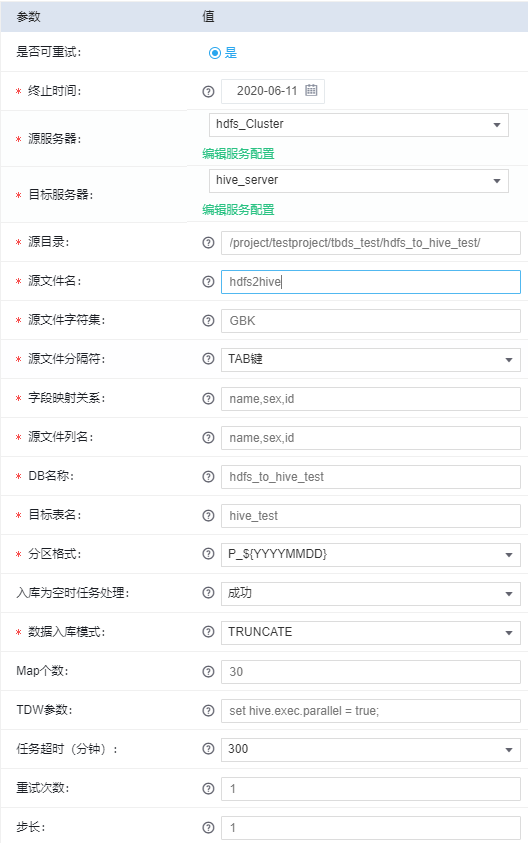 参数 值
是否可重试: 是
* 终止时间: 2020-06-11
* 源服务器: hdfs_Cluster
编辑服务配置
* 目标服务器: hive_server
编辑服务配置
* 源目录: /project/testproject/tbds_test/hdfs_to_hive_test/
* 源文件名: hdfs2hive
* 源文件字符集: GBK
* 源文件分隔符: TAB键
* 字段映射关系: name,sex,id
* 源文件列名: name,sex,id
* DB名称: hdfs_to_hive_test
* 目标表名: hive_test
* 分区格式: P_${YYYYMMDD}
入库为空时任务处理: 成功
* 数据入库模式: TRUNCATE
Map个数: 30
TDW参数: set hive.exec.parallel = true;
任务超时（分钟）: 300
重试次数: 1
步长: 1